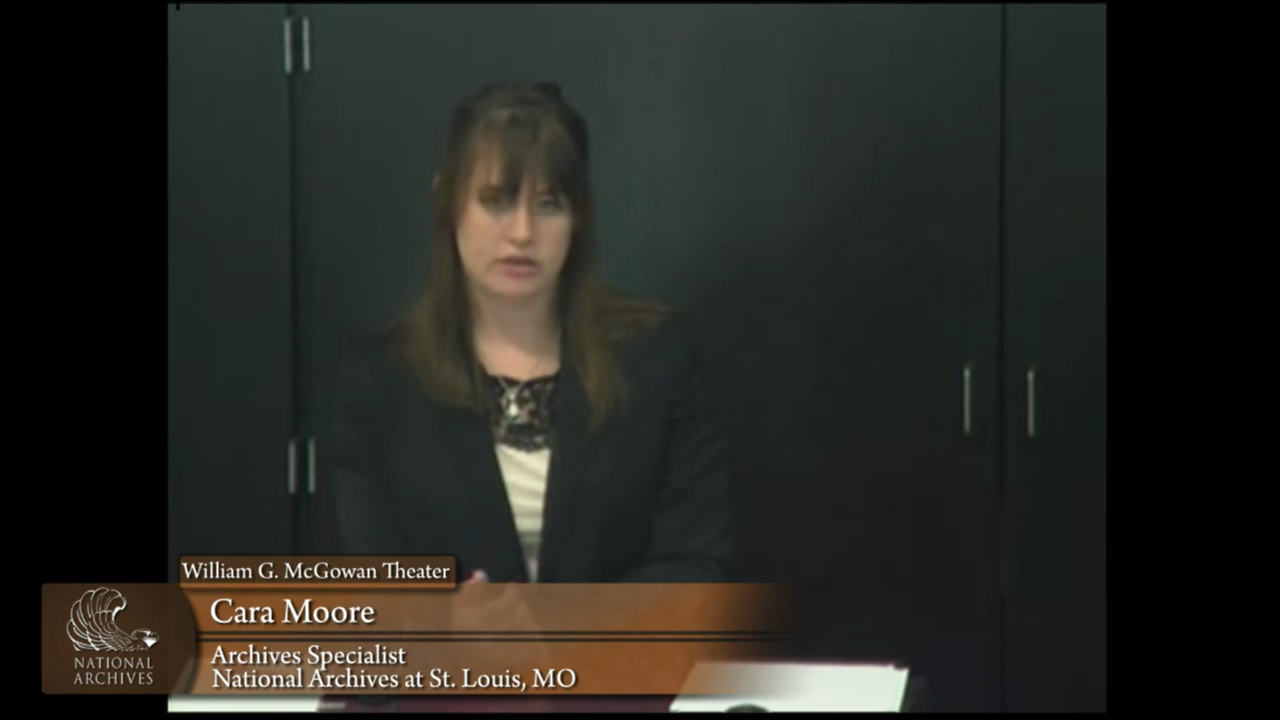 William G. McGowan Theater
Cara Moore
Archives Specialist
National Archives at St. Louis, MO
NATIONAL
ARCHIVES